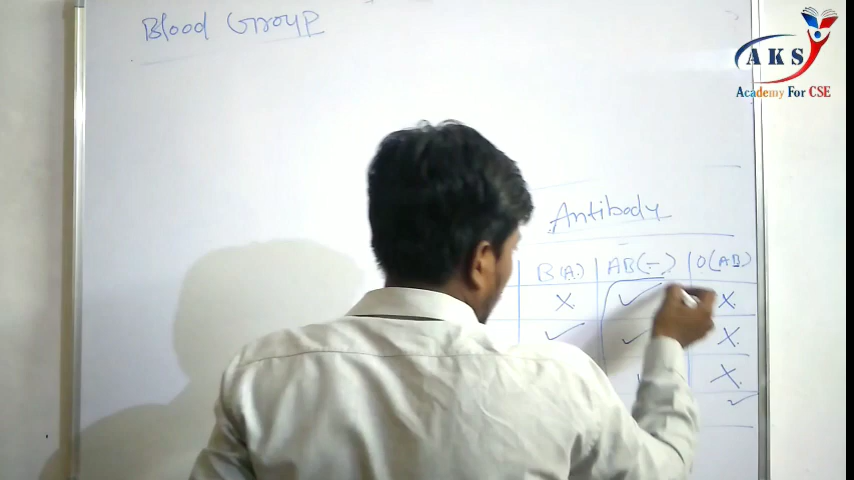 Blood Group
AKS
Academy For CSE
Antibody
B(A) | AB(-) | O(AB)
X ✓ X
✓ ✓ X
X
✓